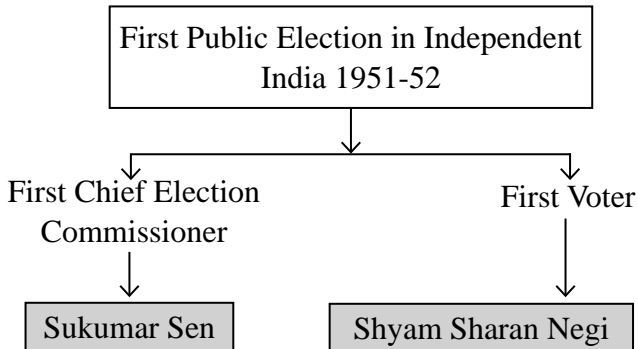 First Public Election in Independent
India 1951-52
First Chief Election
Commissioner
First Voter
Sukumar Sen
Shyam Sharan Negi